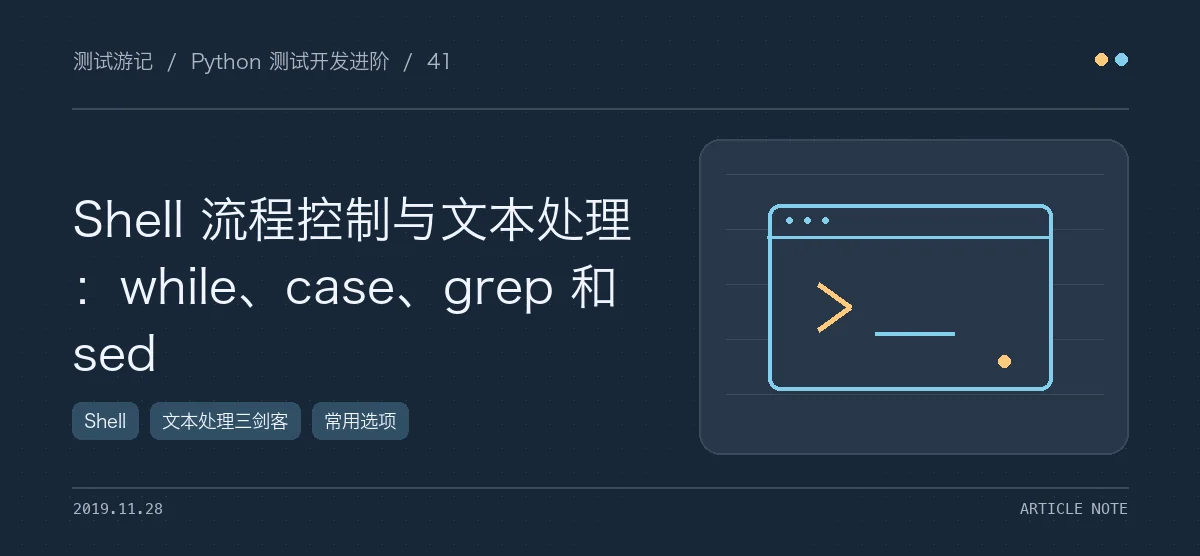 测试游记 / Python 测试开发进阶 / 41
Shell 流程控制与文本处理
：while、case、grep 和
sed
Shell 文本处理三剑客 常用选项
2019.11.28
ARTICLE NOTE